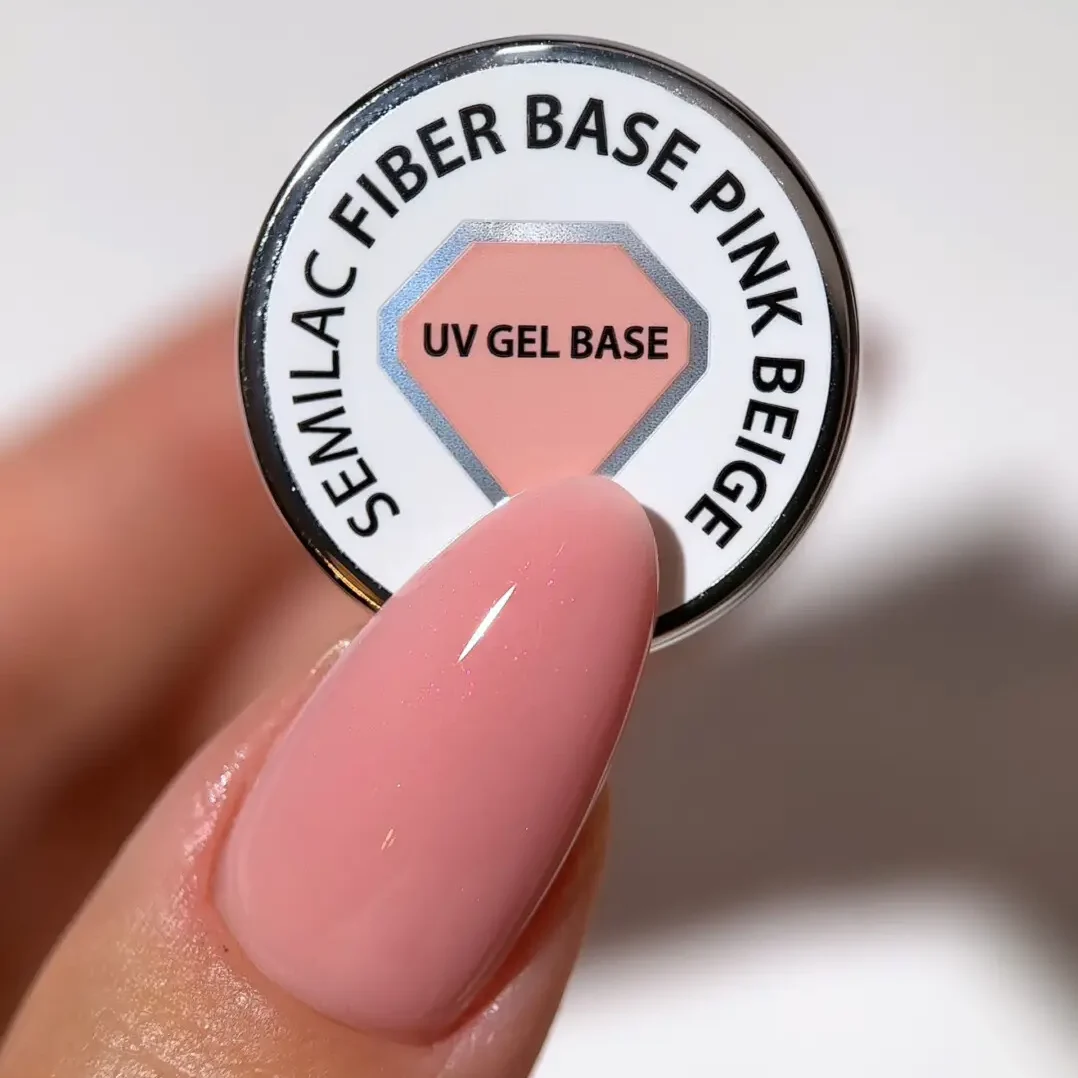 SEMILAC FIBER BASE PINK BEIGE
UV GEL BASE